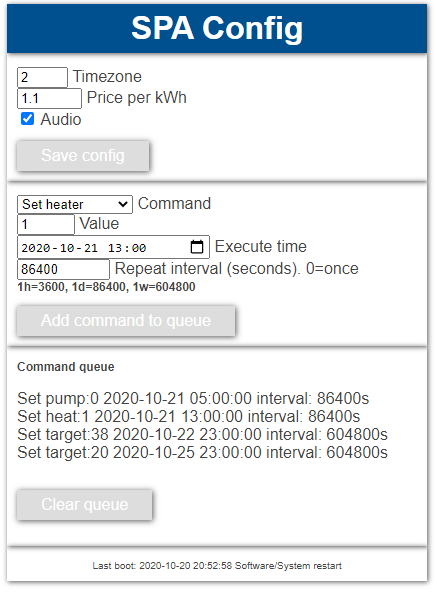 SPA Config
2 Timezone
1.1 Price per kWh
Audio
Save config
Set heater Command
1 Value
2020-10-21 13:00 Execute time
86400 Repeat interval (seconds). 0=once
1h=3600, 1d=86400, 1w=604800
Add command to queue
Command queue
Set pump:0 2020-10-21 05:00:00 interval: 86400s
Set heat:1 2020-10-21 13:00:00 interval: 86400s
Set target:38 2020-10-22 23:00:00 interval: 604800s
Set target:20 2020-10-25 23:00:00 interval: 604800s
Clear queue
Last boot: 2020-10-20 20:52:58 Software/System restart